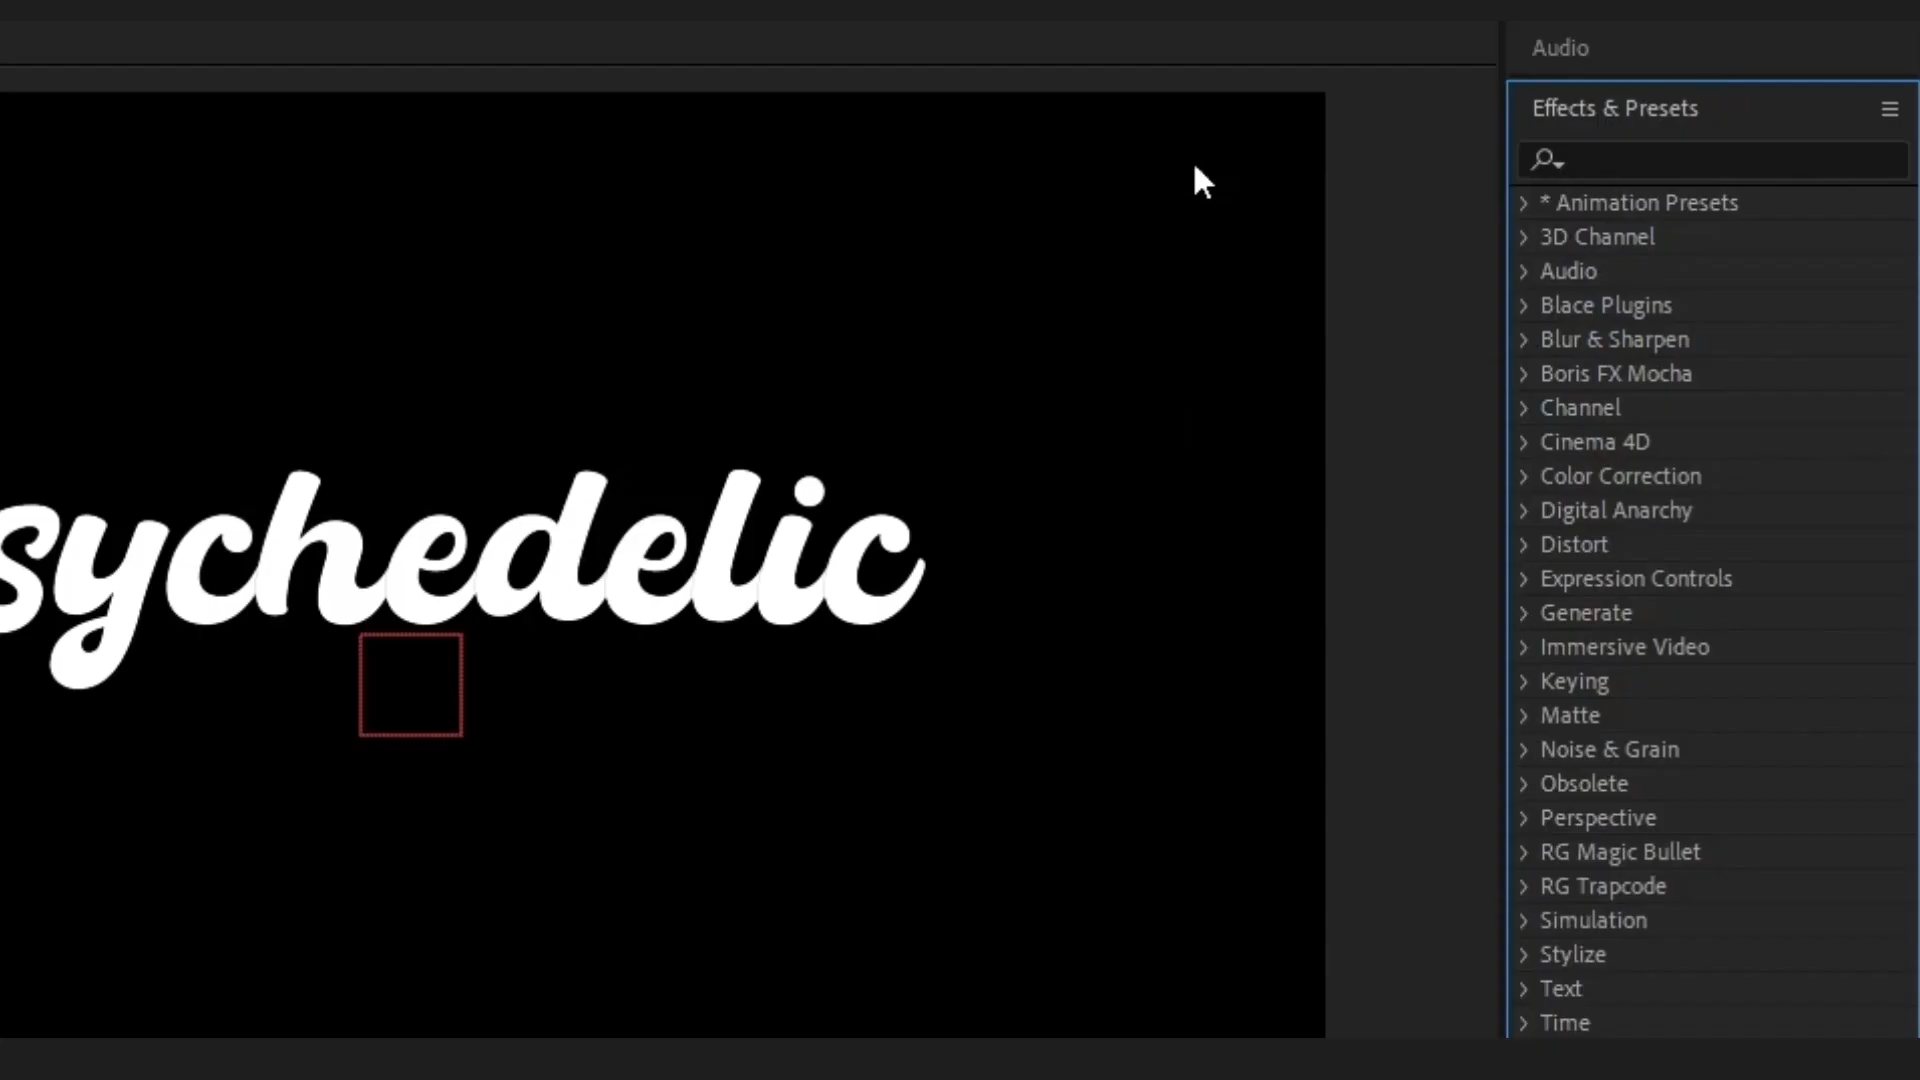 Audio
Effects & Presets
* Animation Presets
3D Channel
Audio
Blace Plugins
Blur & Sharpen
Boris FX Mocha
Channel
Cinema 4D
Color Correction
Digital Anarchy
Distort
Expression Controls
Generate
Immersive Video
Keying
Matte
Noise & Grain
Obsolete
Perspective
RG Magic Bullet
RG Trapcode
Simulation
Stylize
Text
Time
sychedelic